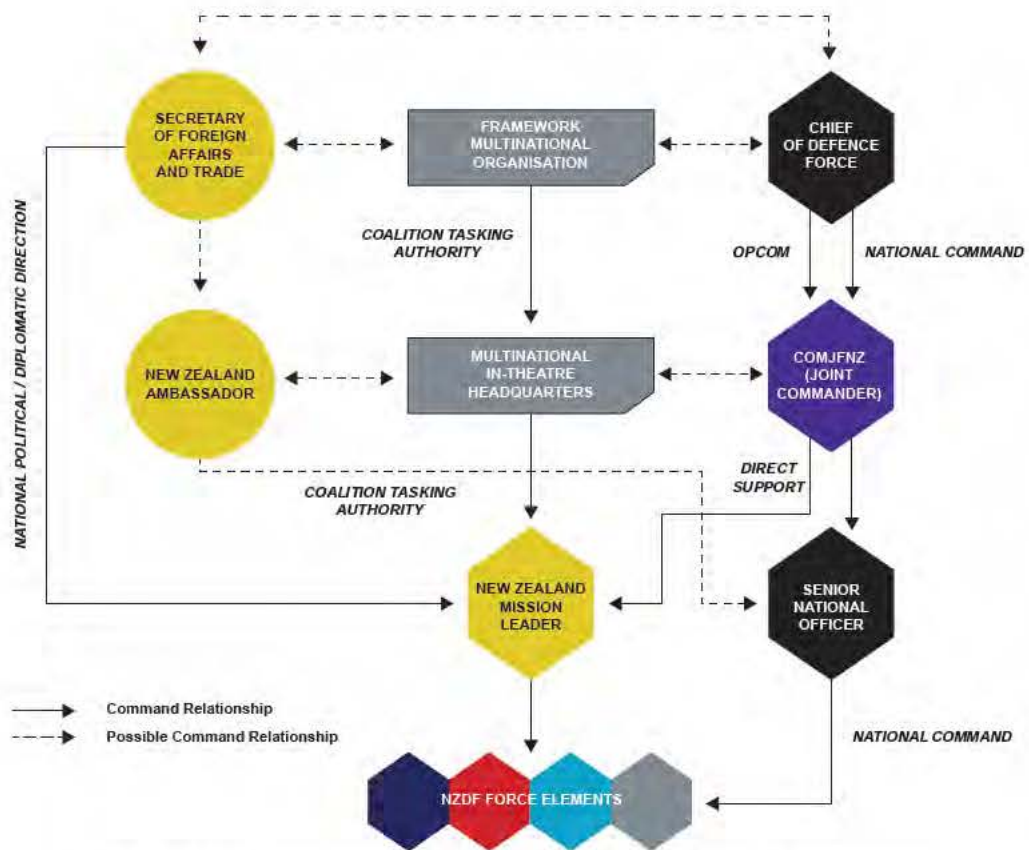 SECRETARY
OF FOREIGN
AFFAIRS
AND TRADE
FRAMEWORK
MULTINATIONAL
ORGANISATION
CHIEF
OF DEFENCE
FORCE
COALITION TASKING
AUTHORITY
OPCOM
NATIONAL COMMAND
NATIONAL POLITICAL / DIPLOMATIC DIRECTION
NEW ZEALAND
AMBASSADOR
MULTINATIONAL
IN-THEATRE
HEADQUARTERS
COMJFNZ
(JOINT
COMMANDER)
COALITION TASKING
AUTHORITY
DIRECT
SUPPORT
NEW ZEALAND
MISSION
LEADER
SENIOR
NATIONAL
OFFICER
Command Relationship
Possible Command Relationship
NATIONAL COMMAND
NZDF FORCE ELEMENTS